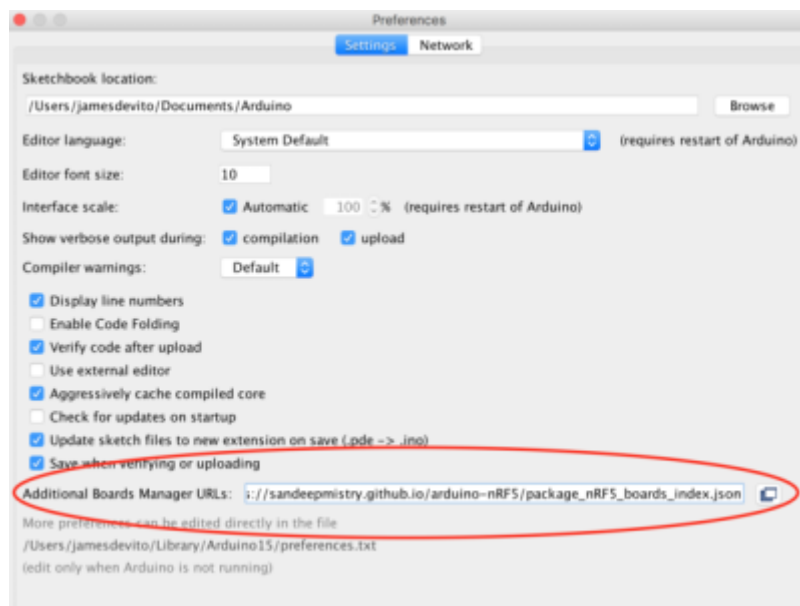 Preferences
Settings Network
Sketchbook location:
/Users/jamesdevito/Documents/Arduino Browse
Editor language: System Default (requires restart of Arduino)
Editor font size: 10
Interface scale: Automatic 100 % (requires restart of Arduino)
Show verbose output during: compilation upload
Compiler warnings: Default
Display line numbers
Enable Code Folding
Verify code after upload
Use external editor
Aggressively cache compiled core
Check for updates on startup
Update sketch files to new extension on save (.pde -> .ino)
Save when verifying or uploading
Additional Boards Manager URLs: s://sandeepmistry.github.io/arduino-nRF5/package_nRF5_boards_index.json
More preferences can be edited directly in the file
/Users/jamesdevito/Library/Arduino15/preferences.txt
(edit only when Arduino is not running)